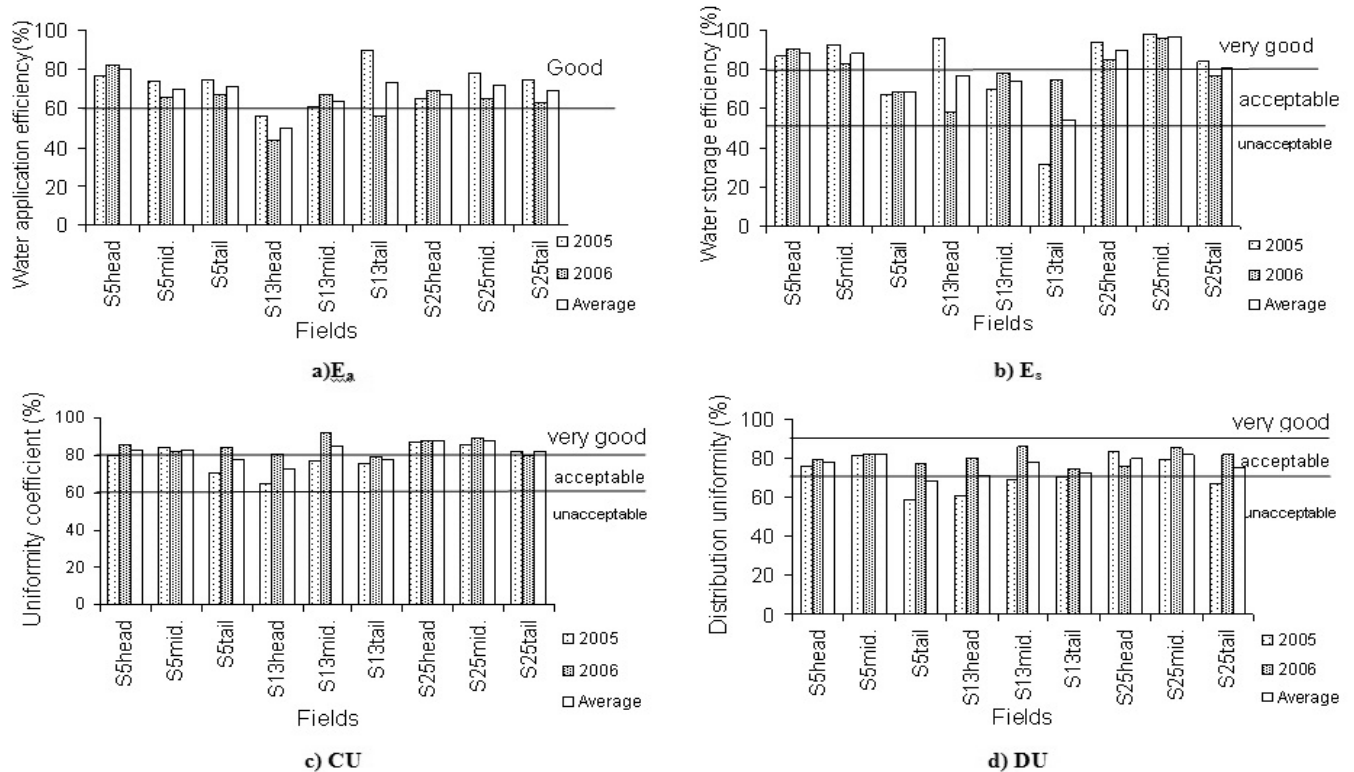 Water application efficiency(%)
100
80
60
40
20
0
Good
S5head
S5mid.
S5tail
S13head
S13mid.
S13tail
S25head
S25mid.
S25tail
Fields
2005
2006
Average
a)Ea
Water storage efficiency (%)
100
80
60
40
20
0
very good
acceptable
unacceptable
S5head
S5mid.
S5tail
S13head
S13mid.
S13tail
S25head
S25mid.
S25tail
Fields
2005
2006
Average
b) Es
Uniformity coefficient (%)
100
80
60
40
20
0
very good
acceptable
unacceptable
S5head
S5mid.
S5tail
S13head
S13mid.
S13tail
S25head
S25mid.
S25tail
Fields
2005
2006
Average
c) CU
Distribution uniformity (%)
100
80
60
40
20
0
very good
acceptable
unacceptable
S5head
S5mid.
S5tail
S13head
S13mid.
S13tail
S25head
S25mid.
S25tail
Fields
2005
2006
Average
d) DU